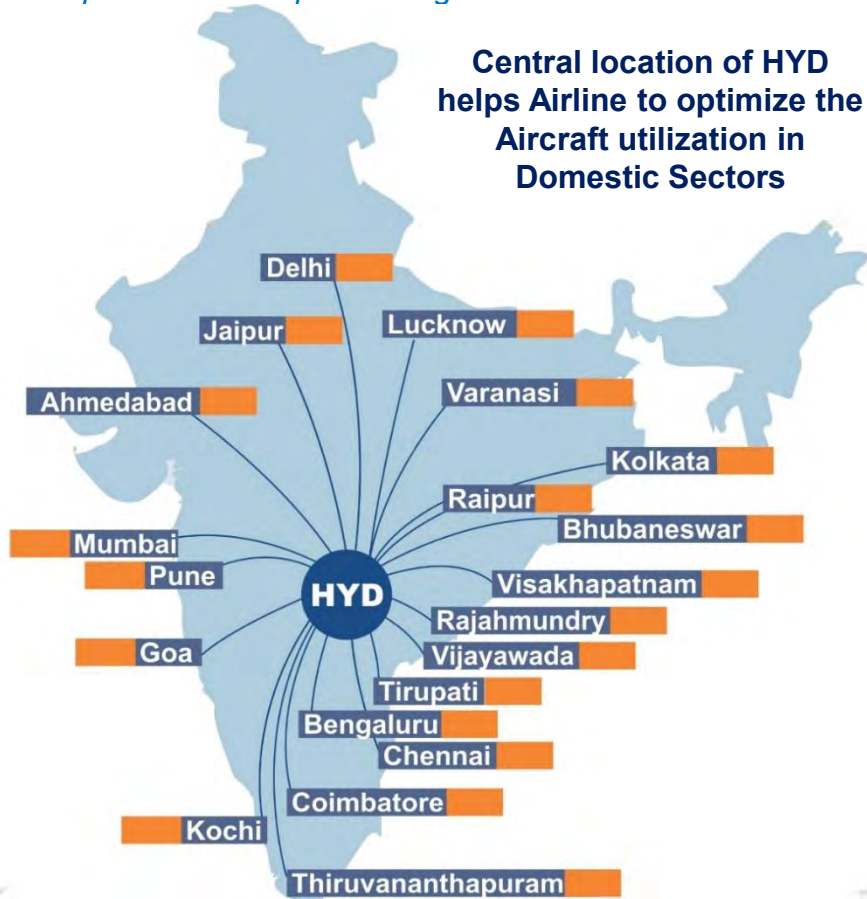 Central location of HYD
helps Airline to optimize the
Aircraft utilization in
Domestic Sectors
Delhi
Jaipur
Lucknow
Ahmedabad
Varanasi
Kolkata
Raipur
Bhubaneswar
Mumbai
Pune
Visakhapatnam
HYD
Rajahmundry
Goa
Vijayawada
Tirupati
Bengaluru
Chennai
Coimbatore
Kochi
Thiruvananthapuram